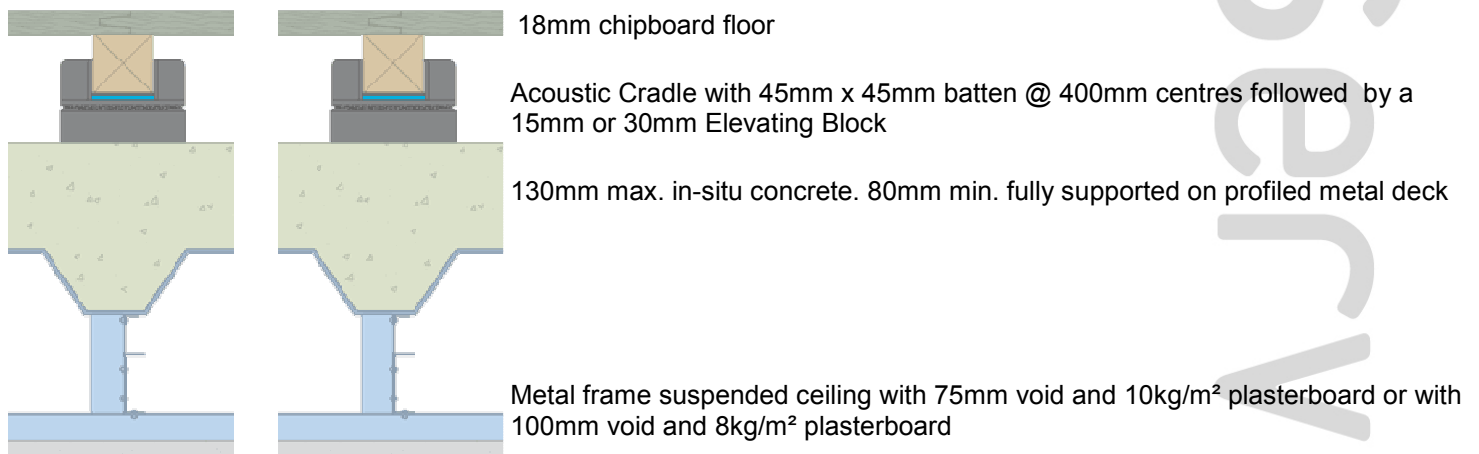 18mm chipboard floor
Acoustic Cradle with 45mm x 45mm batten @ 400mm centres followed by a
15mm or 30mm Elevating Block
130mm max. in-situ concrete. 80mm min. fully supported on profiled metal deck
Metal frame suspended ceiling with 75mm void and 10kg/m² plasterboard or with
100mm void and 8kg/m² plasterboard
Serv